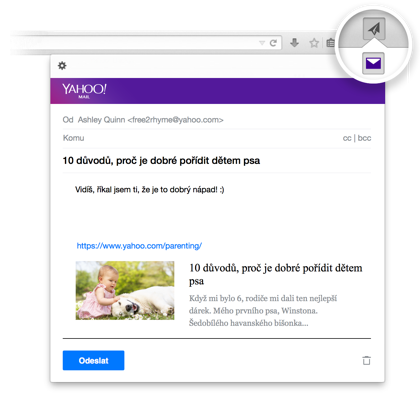 YAHOO!
MAIL
Od Ashley Quinn <free2rhyme@yahoo.com>
Komu cc | bcc
10 důvodů, proč je dobré pořídit dětem psa
Vidíš, říkal jsem ti, že je to dobrý nápad! :)
https://www.yahoo.com/parenting/
10 důvodů, proč je dobré pořídit dětem
psa
Když mi bylo 6, rodiče mi dali ten nejlepší
dárek. Mého prvního psa, Winstona.
Šedobílého havanského bišonka...
Odeslat